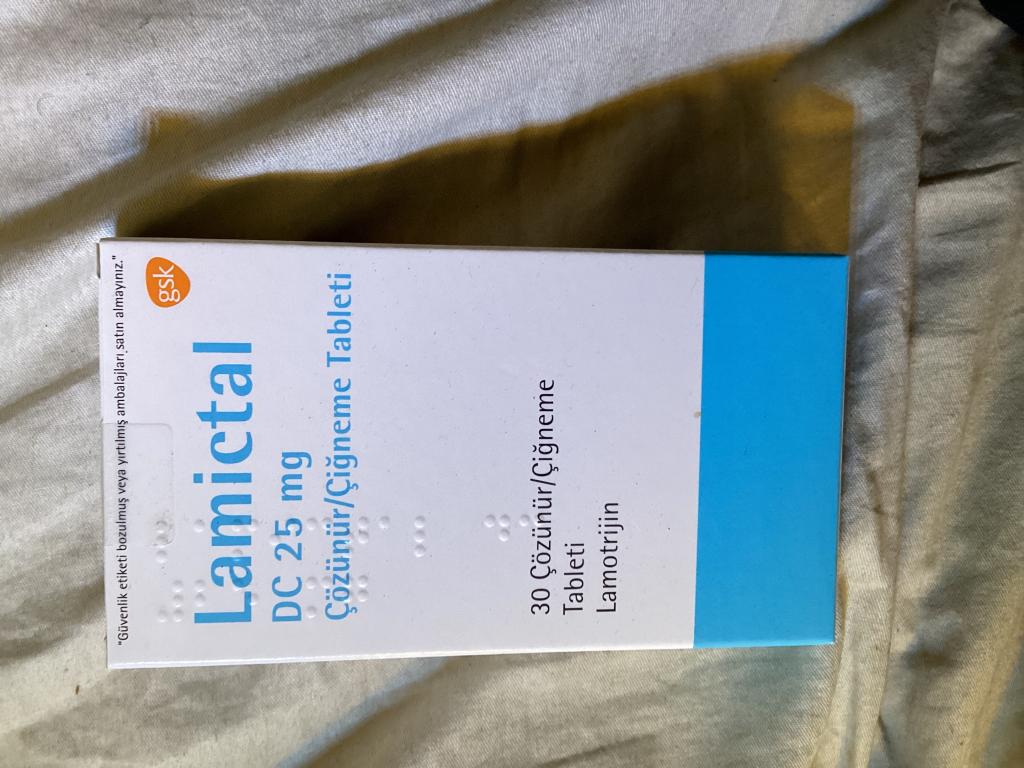 "Güvenlik etiketi bozulmuş veya yırtılmış ambalajları satın almayınız."
gsk
Lamictal
DC 25 mg
Çözünür/Çiğneme Tableti
30 Çözünür/Çiğneme
Tableti
Lamotrijin